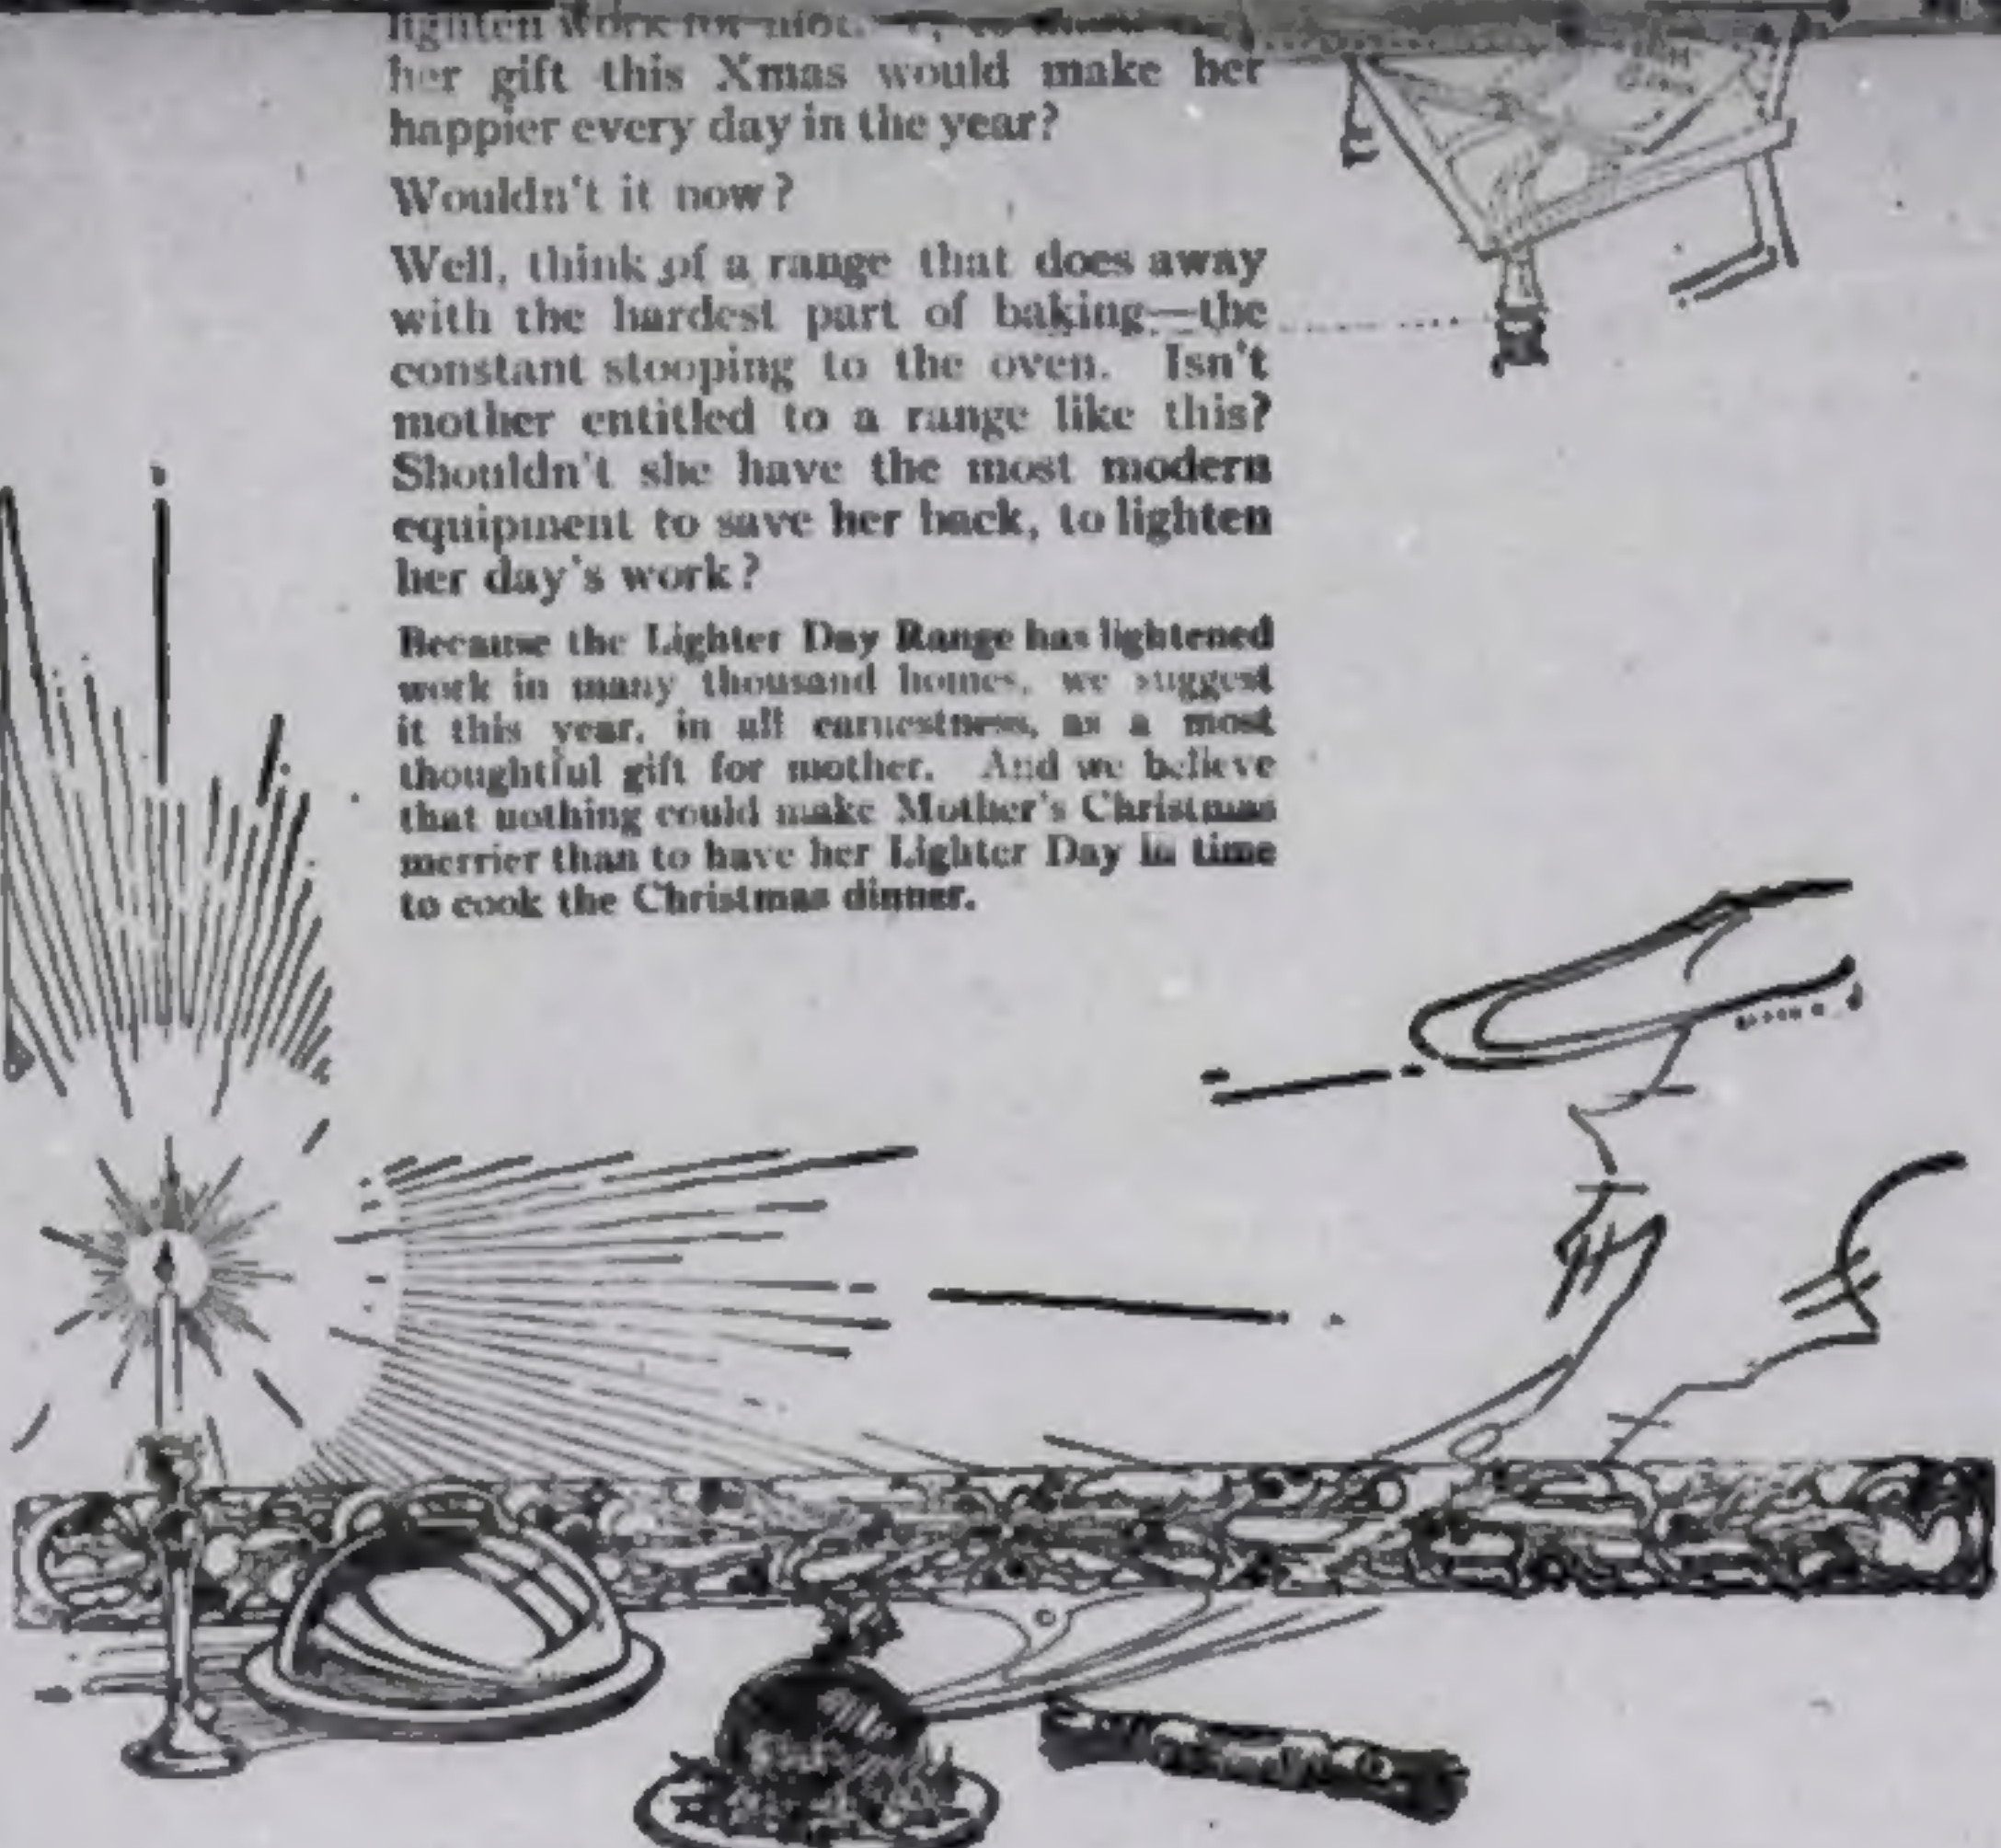 lighten work for
her gift this Xmas would make her
happier every day in the year?
Wouldn't it now?
Well, think of a range that does away
with the hardest part of baking—the
constant stooping to the oven. Isn't
mother entitled to a range like this?
Shouldn't she have the most modern
equipment to save her back, to lighten
her day's work?
Because the Lighter Day Range has lightened
work in many thousand homes, we suggest
it this year, in all earnestness, as a most
thoughtful gift for mother. And we believe
that nothing could make Mother's Christmas
merrier than to have her Lighter Day in time
to cook the Christmas dinner.